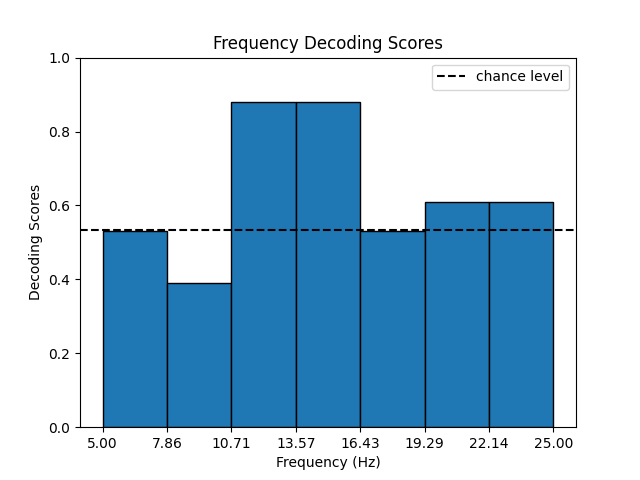 Frequency Decoding Scores
chance level
1.0
0.8
0.6
0.4
0.2
0.0
Decoding Scores
5.00 7.86 10.71 13.57 16.43 19.29 22.14 25.00
Frequency (Hz)